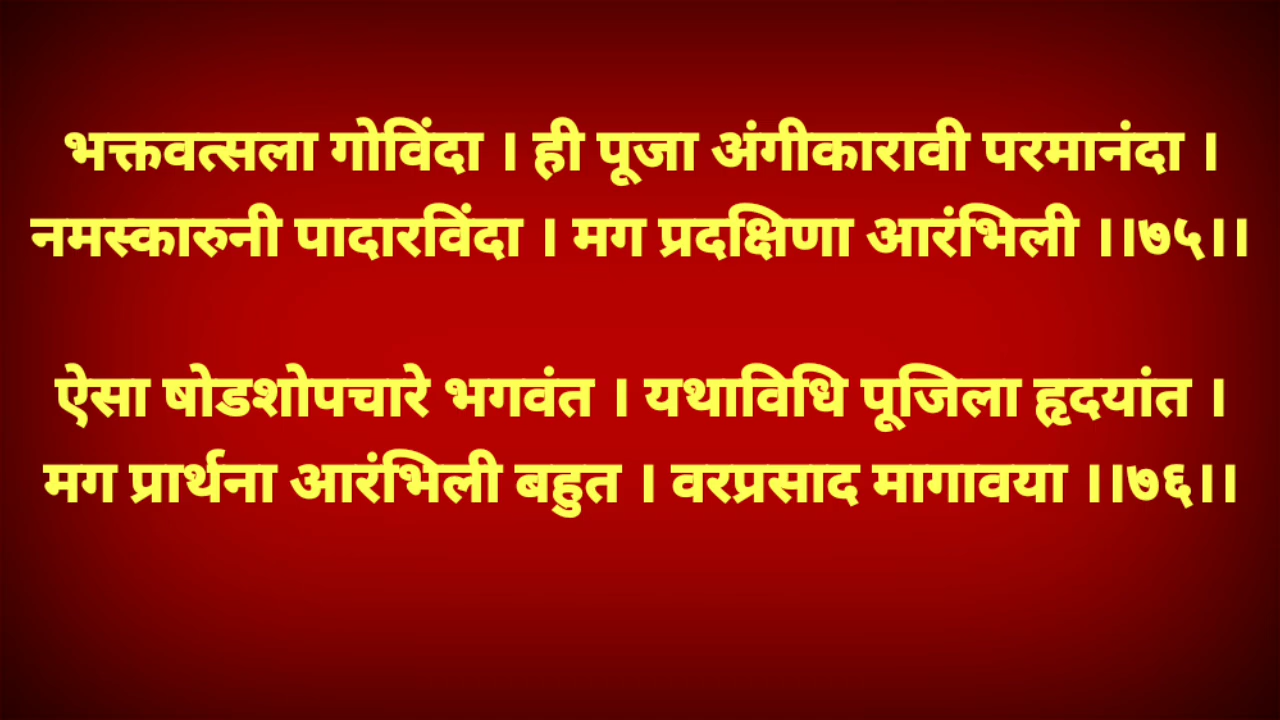 भक्तवत्सला गोविंदा । ही पूजा अंगीकारावी परमानंदा ।
नमस्कारुनी पादारविंदा । मग प्रदक्षिणा आरंभिली ।।७५।।
ऐसा षोडशोपचारे भगवंत । यथाविधि पूजिला हृदयांत ।
मग प्रार्थना आरंभिली बहुत । वरप्रसाद मागावया ।।७६।।